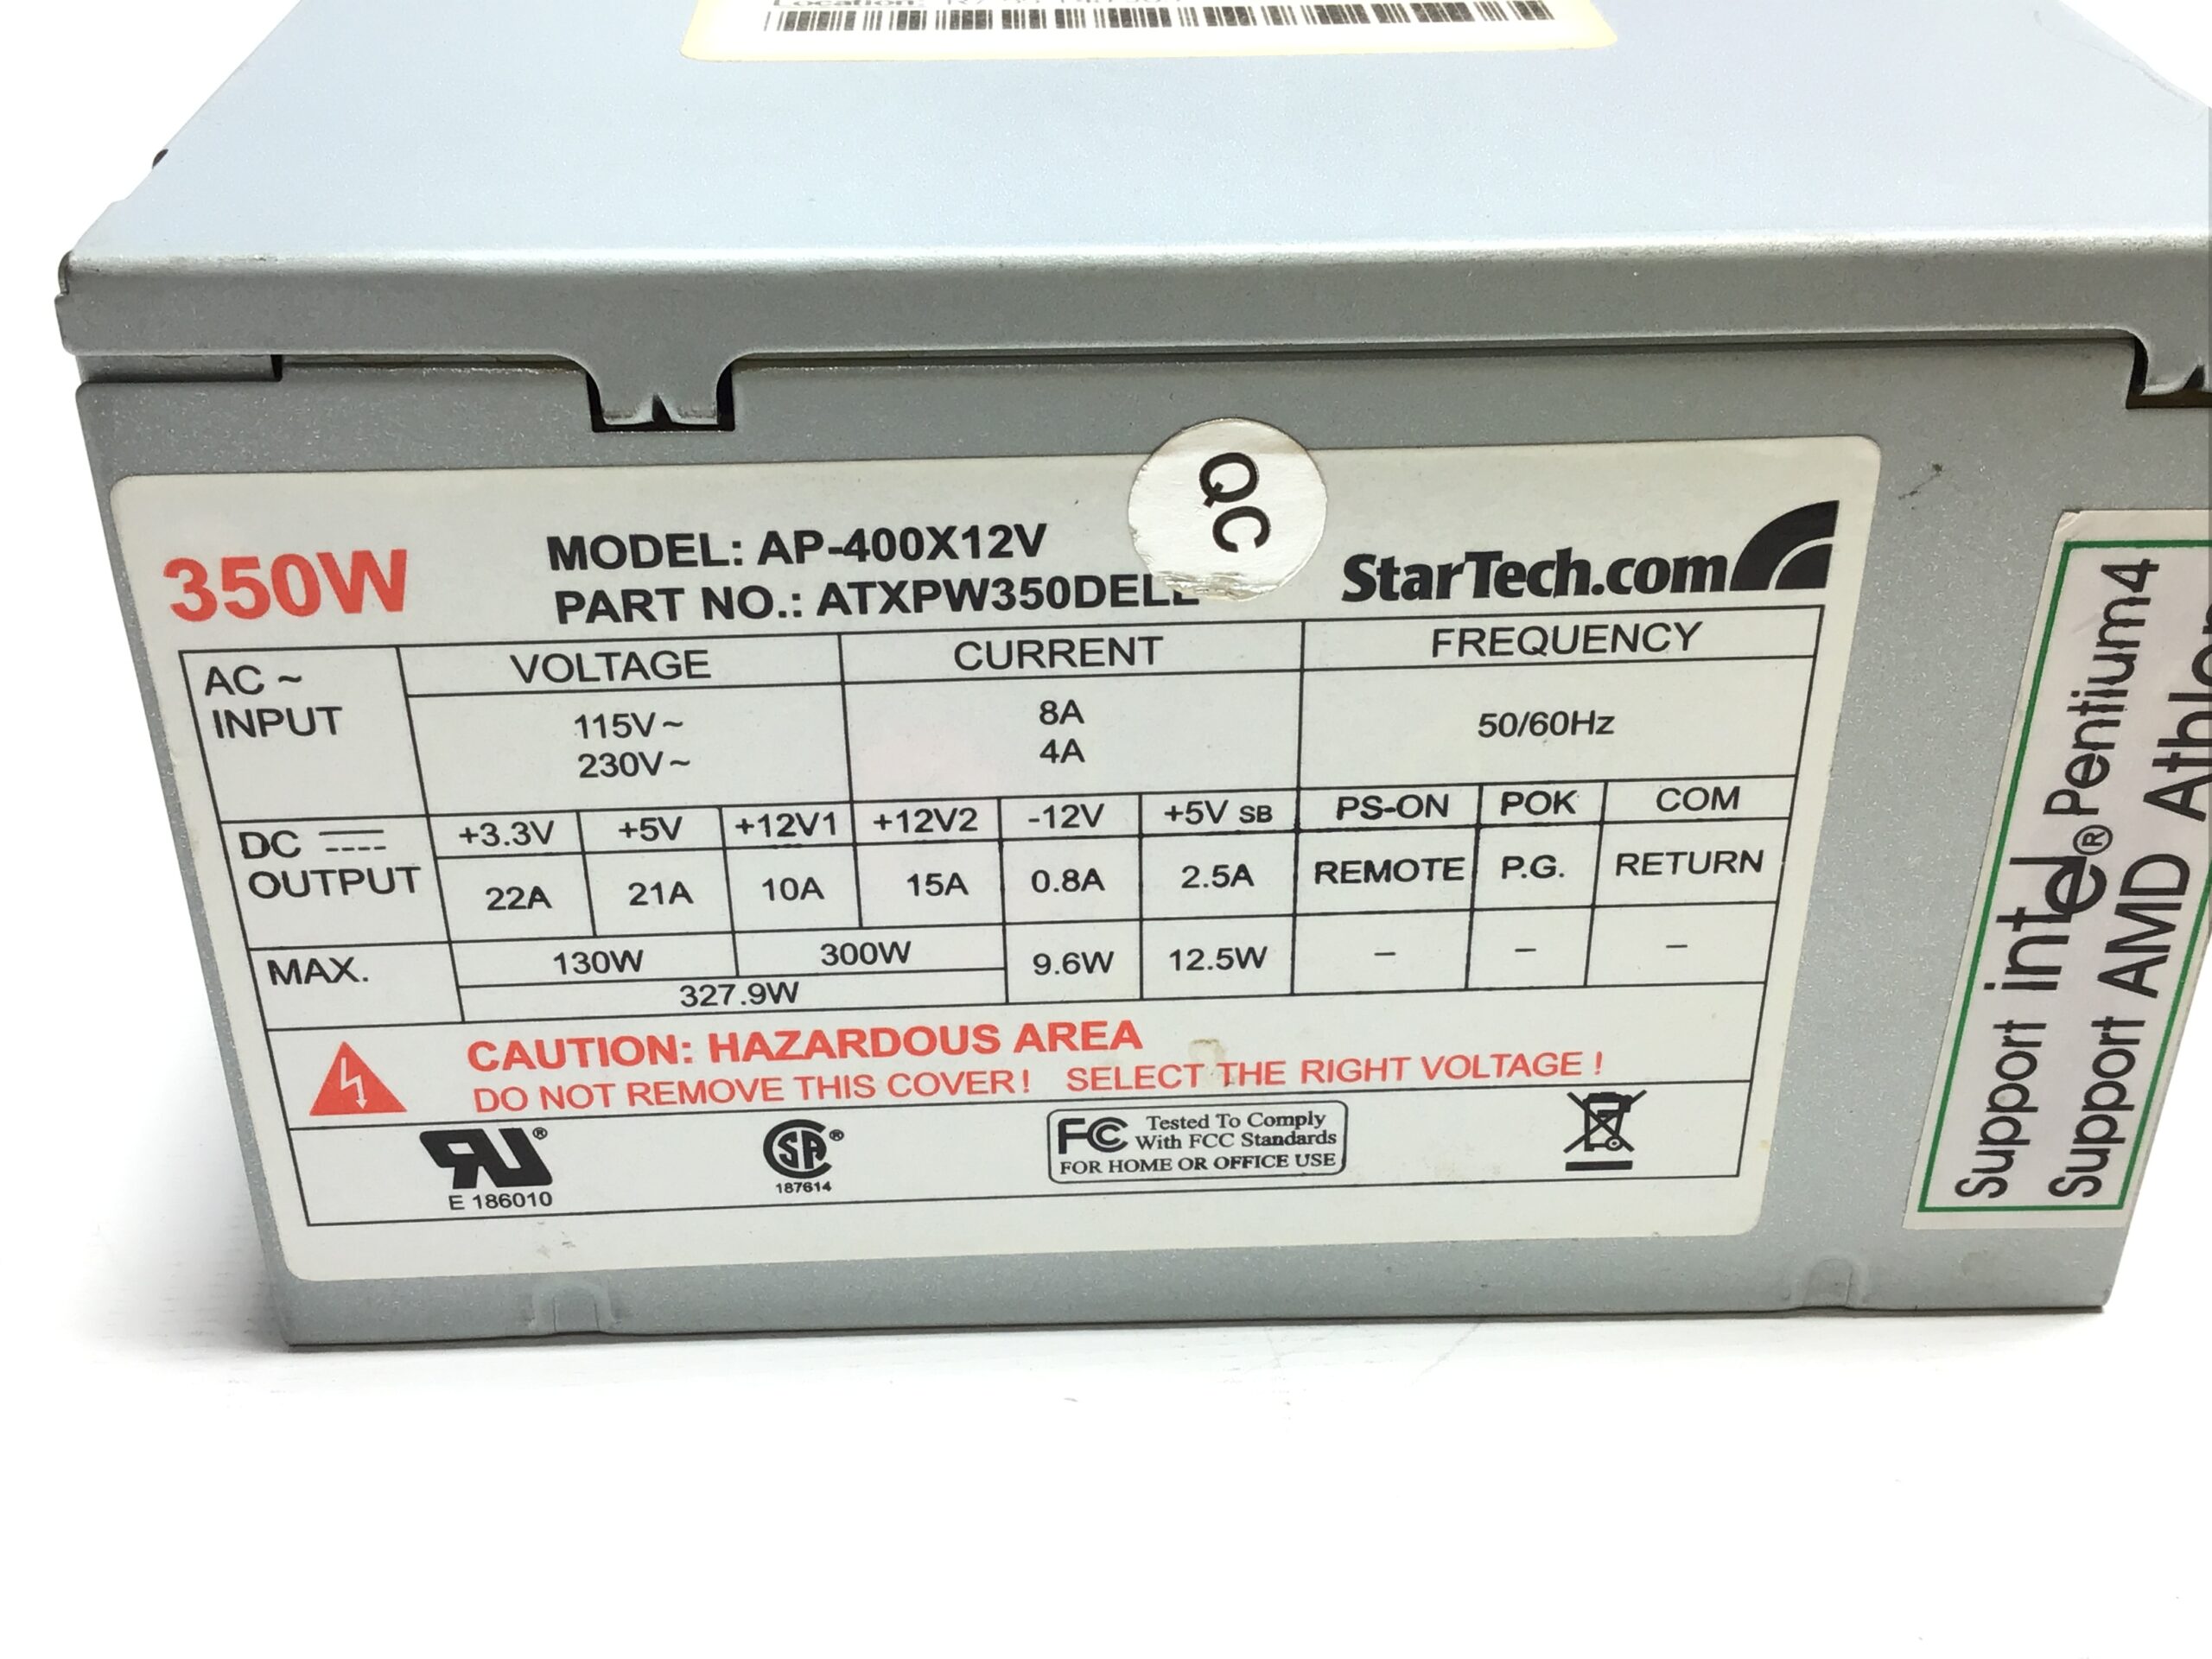 Location:
QC
350W
MODEL: AP-400X12V
PART NO.: ATXPW350DELL
StarTech.com
AC ~ INPUT
VOLTAGE CURRENT FREQUENCY
115V~ 8A 50/60Hz
230V~ 4A
DC OUTPUT
+3.3V +5V +12V1 +12V2 -12V +5V SB PS-ON POK COM
22A 21A 10A 15A 0.8A 2.5A REMOTE P.G. RETURN
MAX. 130W 300W 9.6W 12.5W – – –
327.9W
CAUTION: HAZARDOUS AREA
DO NOT REMOVE THIS COVER! SELECT THE RIGHT VOLTAGE !
RU®
E 186010
SA®
187614
FC Tested To Comply
With FCC Standards
FOR HOME OR OFFICE USE
Support intel® Pentium4
Support AMD Athlon